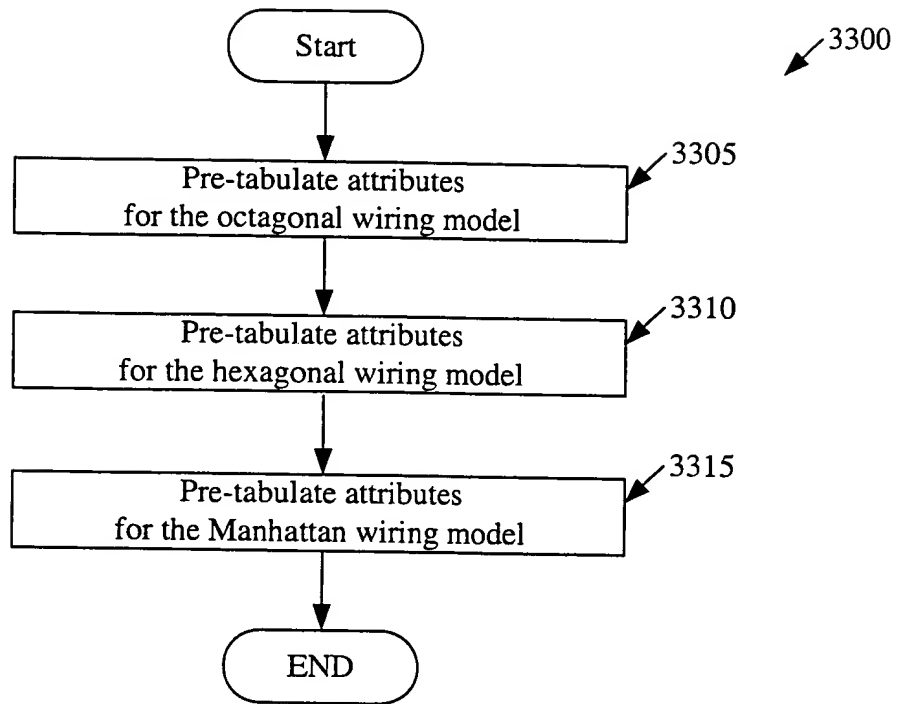 Start
3300
3305
Pre-tabulate attributes
for the octagonal wiring model
3310
Pre-tabulate attributes
for the hexagonal wiring model
3315
Pre-tabulate attributes
for the Manhattan wiring model
END